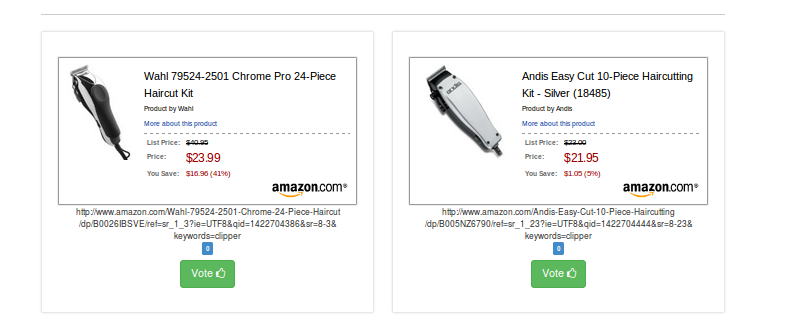 Wahl 79524-2501 Chrome Pro 24-Piece
Haircut Kit
Product by Wahl
More about this product
List Price: $40.95
Price: $23.99
You Save: $16.96 (41%)
amazon.com®
http://www.amazon.com/Wahl-79524-2501-Chrome-24-Piece-Haircut
/dp/B0026IBSVE/ref=sr_1_3?ie=UTF8&qid=1422704386&sr=8-3&
keywords=clipper
0
Vote
andis
Andis Easy Cut 10-Piece Haircutting
Kit - Silver (18485)
Product by Andis
More about this product
List Price: $23.00
Price: $21.95
You Save: $1.05 (5%)
amazon.com®
http://www.amazon.com/Andis-Easy-Cut-10-Piece-Haircutting
/dp/B005NZ6790/ref=sr_1_23?ie=UTF8&qid=1422704444&sr=8-23&
keywords=clipper
0
Vote